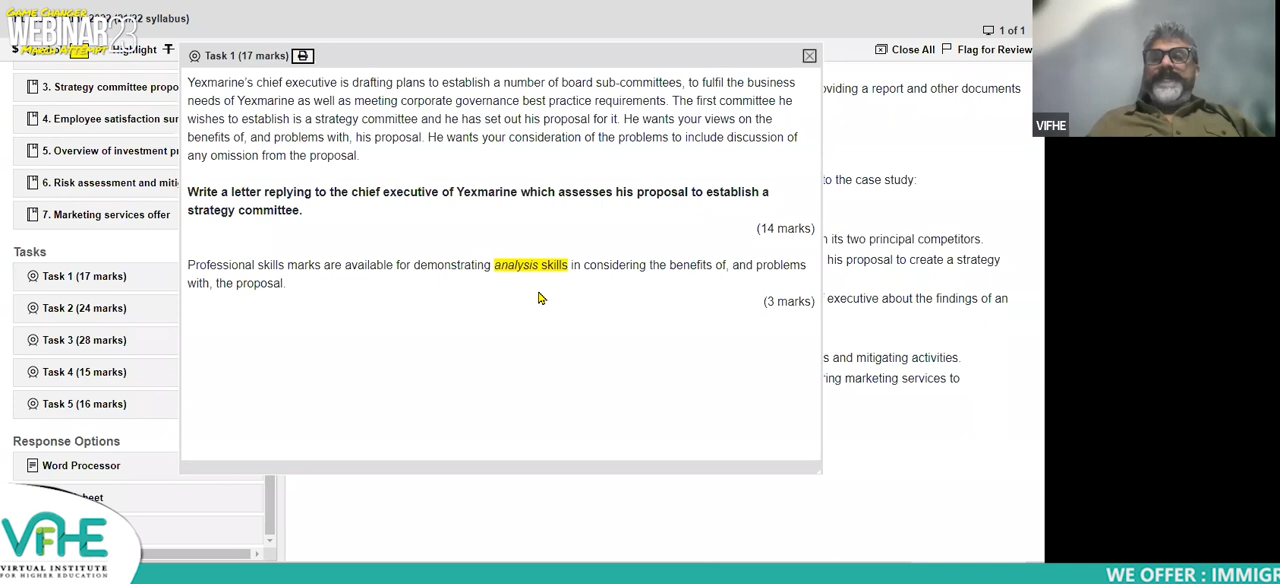 2022 (21/22 syllabus)
GAME CHANGER
WEBINAR'23
MARCH ATTEMPT
Highlight
1 of 1
Task 1 (17 marks)
Close All
Flag for Review
3. Strategy committee propo
4. Employee satisfaction sur
5. Overview of investment pr
6. Risk assessment and miti
7. Marketing services offer
Tasks
Task 1 (17 marks)
Task 2 (24 marks)
Task 3 (28 marks)
Task 4 (15 marks)
Task 5 (16 marks)
Response Options
Word Processor
heet
Yexmarine's chief executive is drafting plans to establish a number of board sub-committees, to fulfil the business
needs of Yexmarine as well as meeting corporate governance best practice requirements. The first committee he
wishes to establish is a strategy committee and he has set out his proposal for it. He wants your views on the
benefits of, and problems with, his proposal. He wants your consideration of the problems to include discussion of
any omission from the proposal.
Write a letter replying to the chief executive of Yexmarine which assesses his proposal to establish a
strategy committee.
(14 marks)
Professional skills marks are available for demonstrating analysis skills in considering the benefits of, and problems
with, the proposal.
(3 marks)
oviding a report and other documents
to the case study:
n its two principal competitors.
his proposal to create a strategy
executive about the findings of an
s and mitigating activities.
ring marketing services to
VIFHE
VIFHE
VIRTUAL INSTITUTE
FOR HIGHER EDUCATION
WE OFFER : IMMIGR